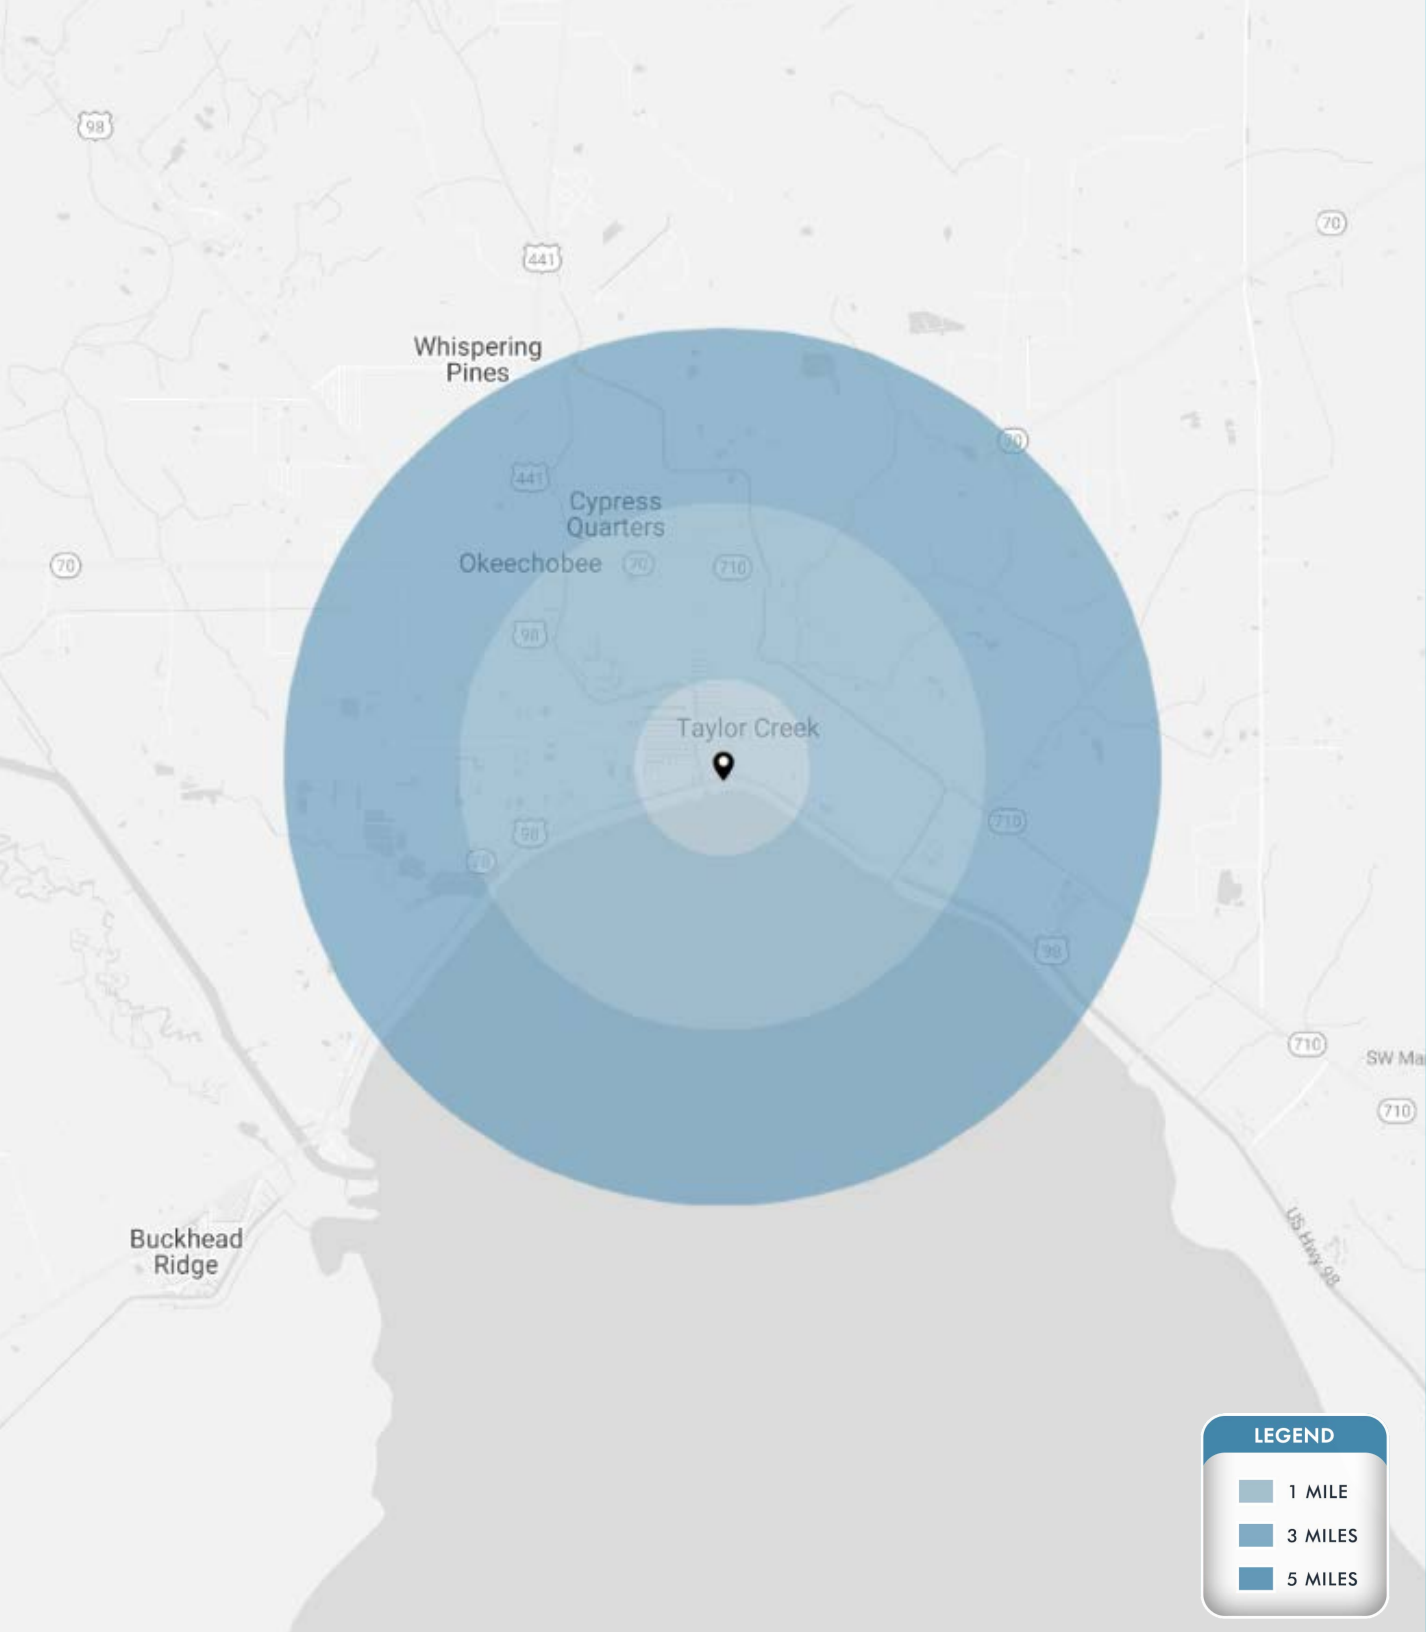 98
70
441
Whispering
Pines
70
441
Cypress
Quarters
Okeechobee
70
710
70
98
Taylor Creek
710
98
70
98
710
SW Ma
710
US Hwy 98
Buckhead
Ridge
LEGEND
1 MILE
3 MILES
5 MILES